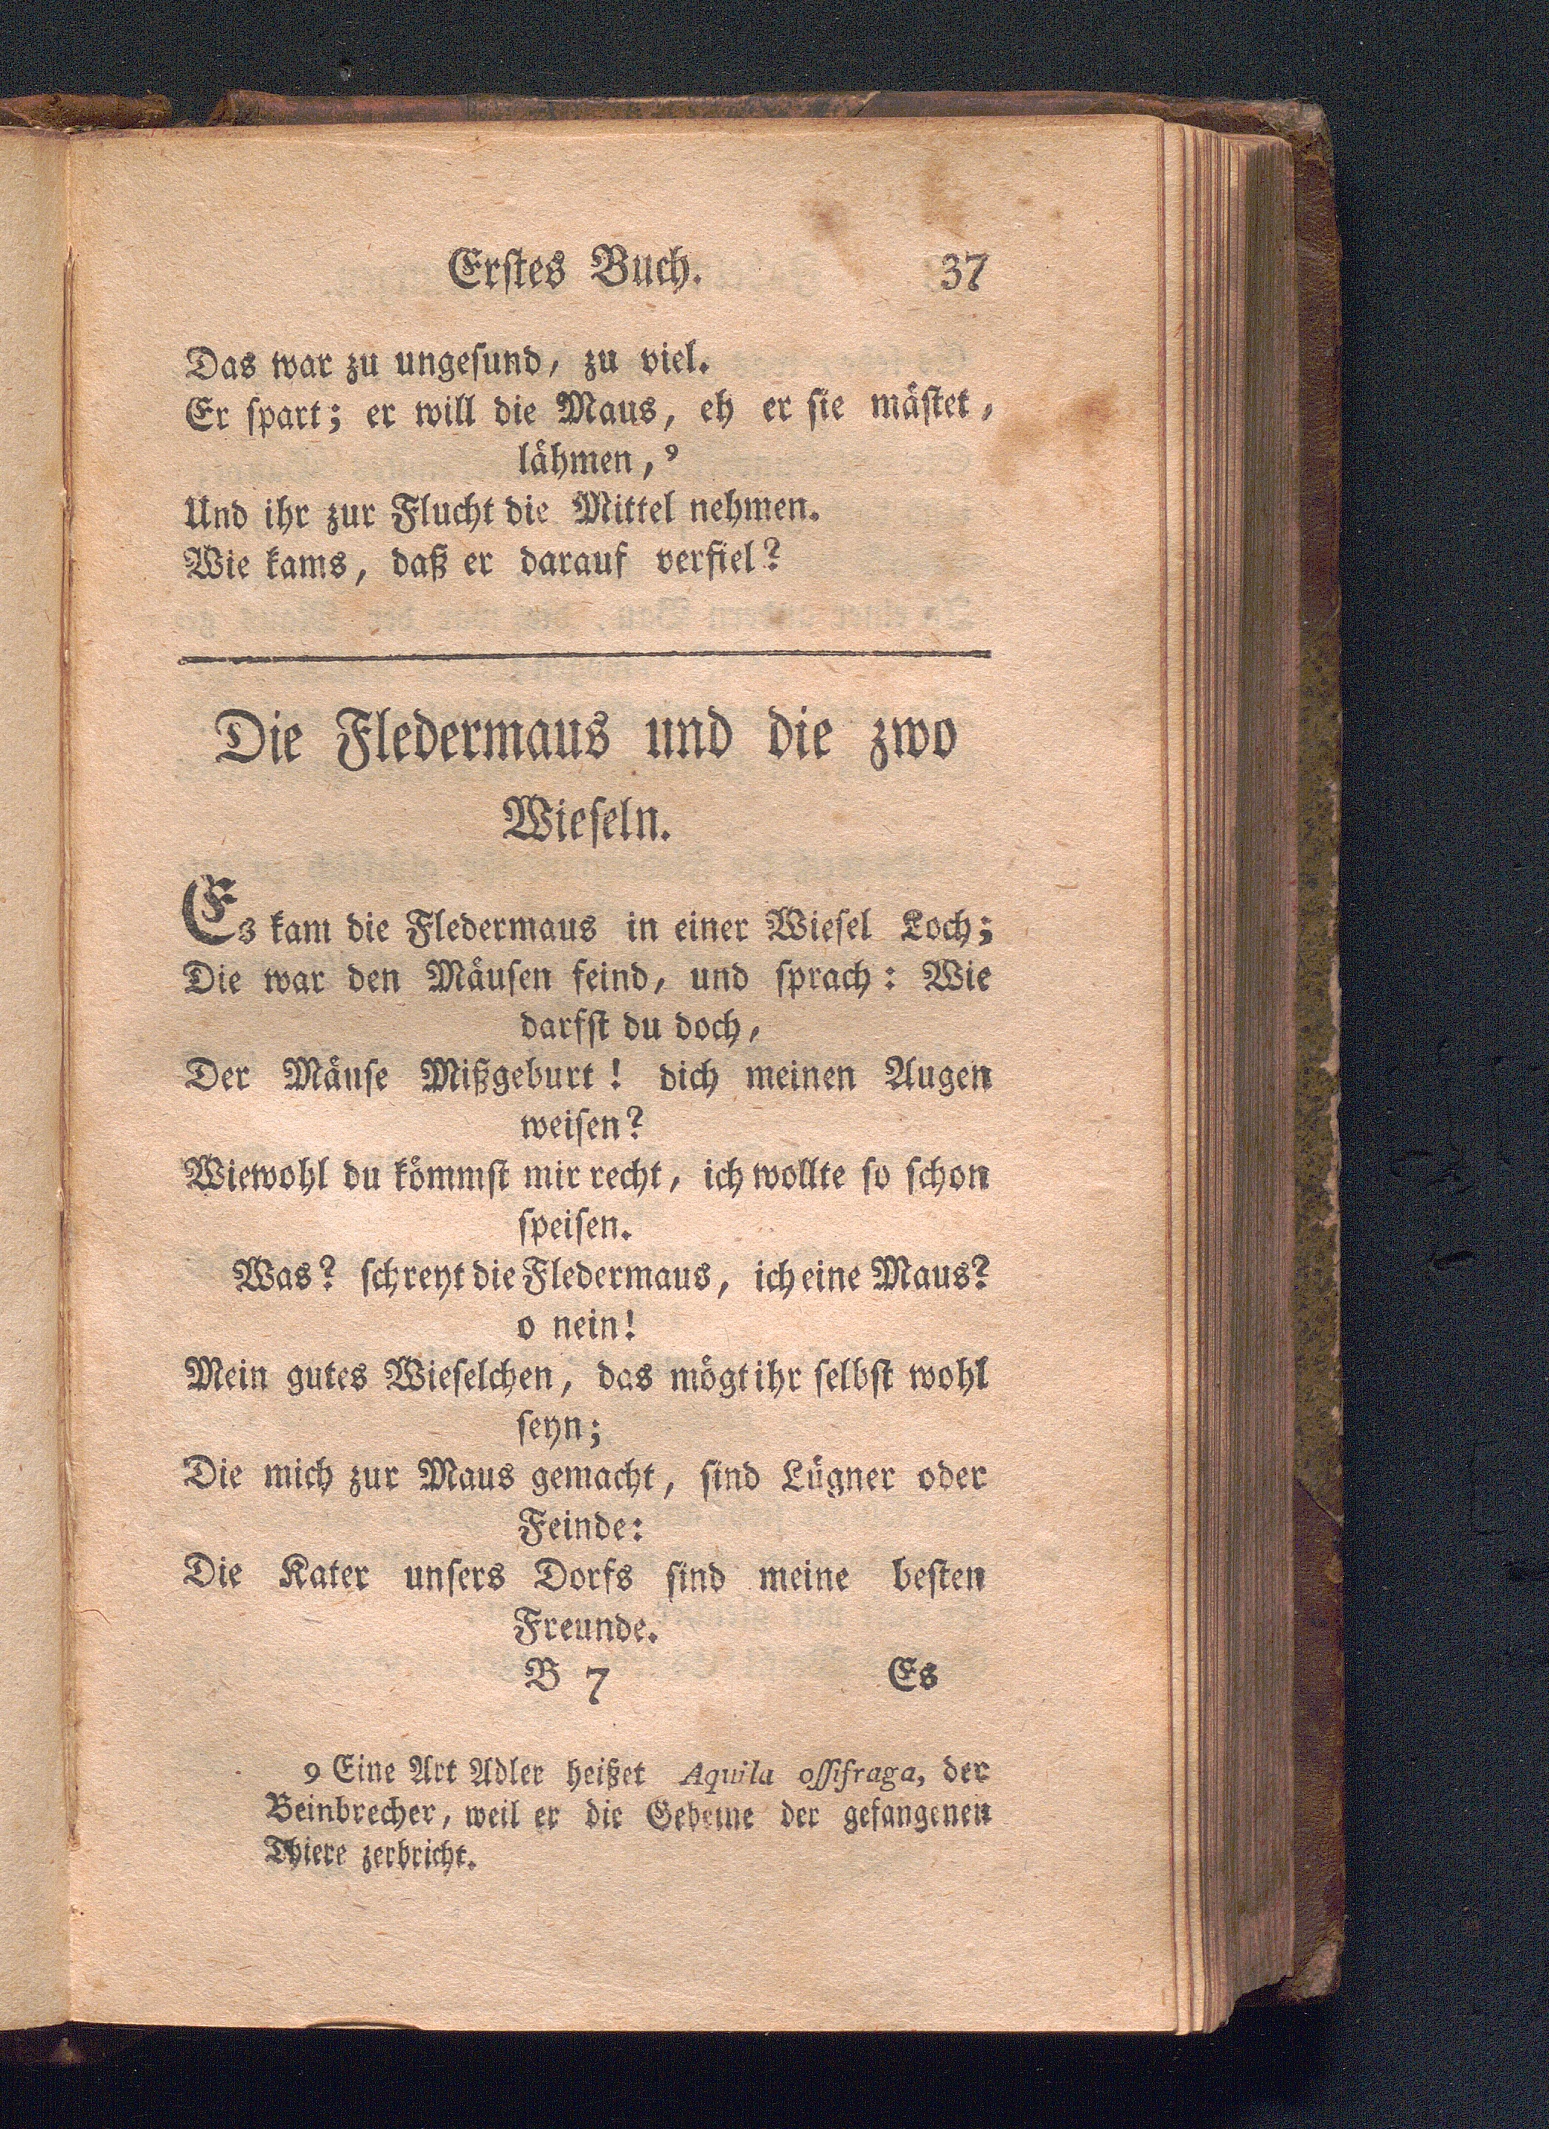 Erſtes Buch. 37
Das war zu ungeſund, zu viel.
Er ſpart; er will die Maus, eh er ſie mäſtet,
lähmen, ⁹
Und ihr zur Flucht die Mittel nehmen.
Wie kams, daß er darauf verfiel?
Die Fledermaus und die zwo
Wieſeln.
Es kam die Fledermaus in einer Wieſel Loch;
Die war den Mäuſen feind, und ſprach: Wie
darfſt du doch,
Der Mäuſe Mißgeburt! dich meinen Augen
weiſen?
Wiewohl du kömmſt mir recht, ich wollte ſo ſchon
ſpeiſen.
Was? ſchreyt die Fledermaus, ich eine Maus?
o nein!
Mein gutes Wieſelchen, das mögt ihr ſelbſt wohl
ſeyn;
Die mich zur Maus gemacht, ſind Lügner oder
Feinde:
Die Kater unſers Dorfs ſind meine beſten
Freunde.
B 7 Es
9 Eine Art Adler heißet Aquila oſſifraga, der
Beinbrecher, weil er die Gebeine der gefangenen
Thiere zerbricht.